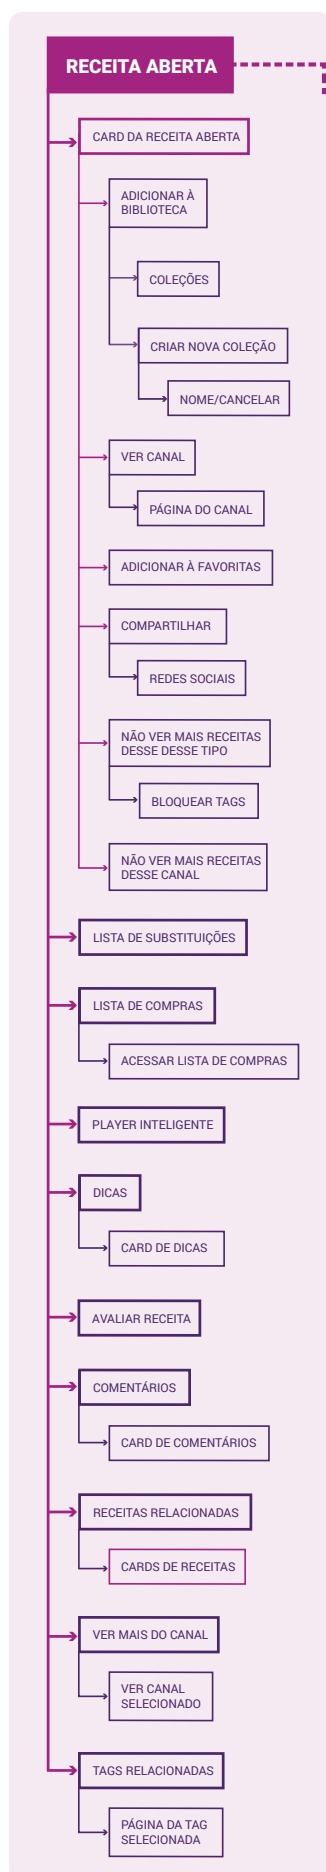 RECEITA ABERTA
CARD DA RECEITA ABERTA
ADICIONAR À
BIBLIOTECA
COLEÇÕES
CRIAR NOVA COLEÇÃO
NOME/CANCELAR
VER CANAL
PÁGINA DO CANAL
ADICIONAR À FAVORITAS
COMPARTILHAR
REDES SOCIAIS
NÃO VER MAIS RECEITAS
DESSE DESSE TIPO
BLOQUEAR TAGS
NÃO VER MAIS RECEITAS
DESSE CANAL
LISTA DE SUBSTITUIÇÕES
LISTA DE COMPRAS
ACESSAR LISTA DE COMPRAS
PLAYER INTELIGENTE
DICAS
CARD DE DICAS
AVALIAR RECEITA
COMENTÁRIOS
CARD DE COMENTÁRIOS
RECEITAS RELACIONADAS
CARDS DE RECEITAS
VER MAIS DO CANAL
VER CANAL
SELECIONADO
TAGS RELACIONADAS
PÁGINA DA TAG
SELECIONADA